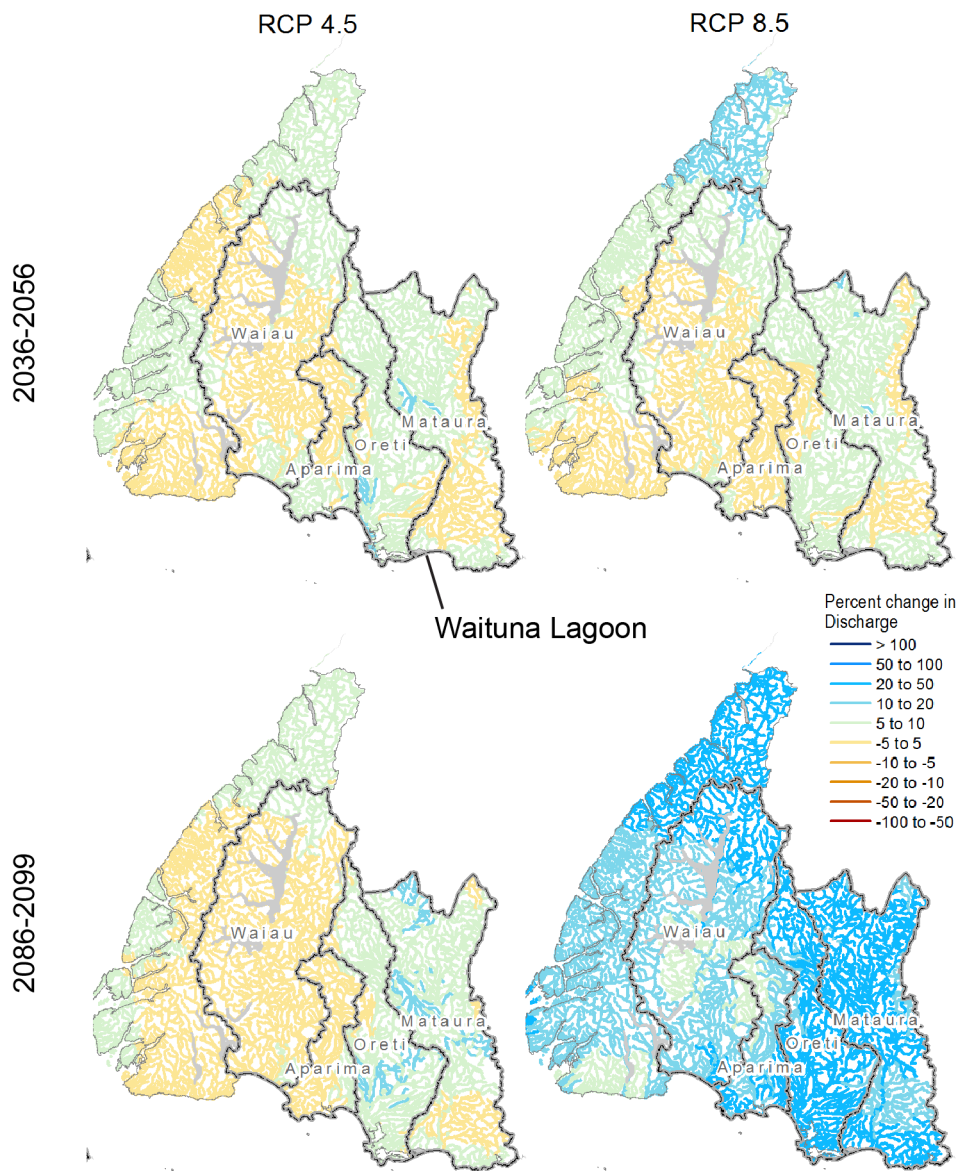 RCP 4.5
RCP 8.5
2036-2056
Waiau
Mataura
Oreti
Aparima
Waiau
Mataura
Oreti
Aparima
Waituna Lagoon
Percent change in
Discharge
> 100
50 to 100
20 to 50
10 to 20
5 to 10
-5 to 5
-10 to -5
-20 to -10
-50 to -20
-100 to -50
2086-2099
Waiau
Mataura
Oreti
Aparima
Waiau
Mataura
Oreti
Aparima